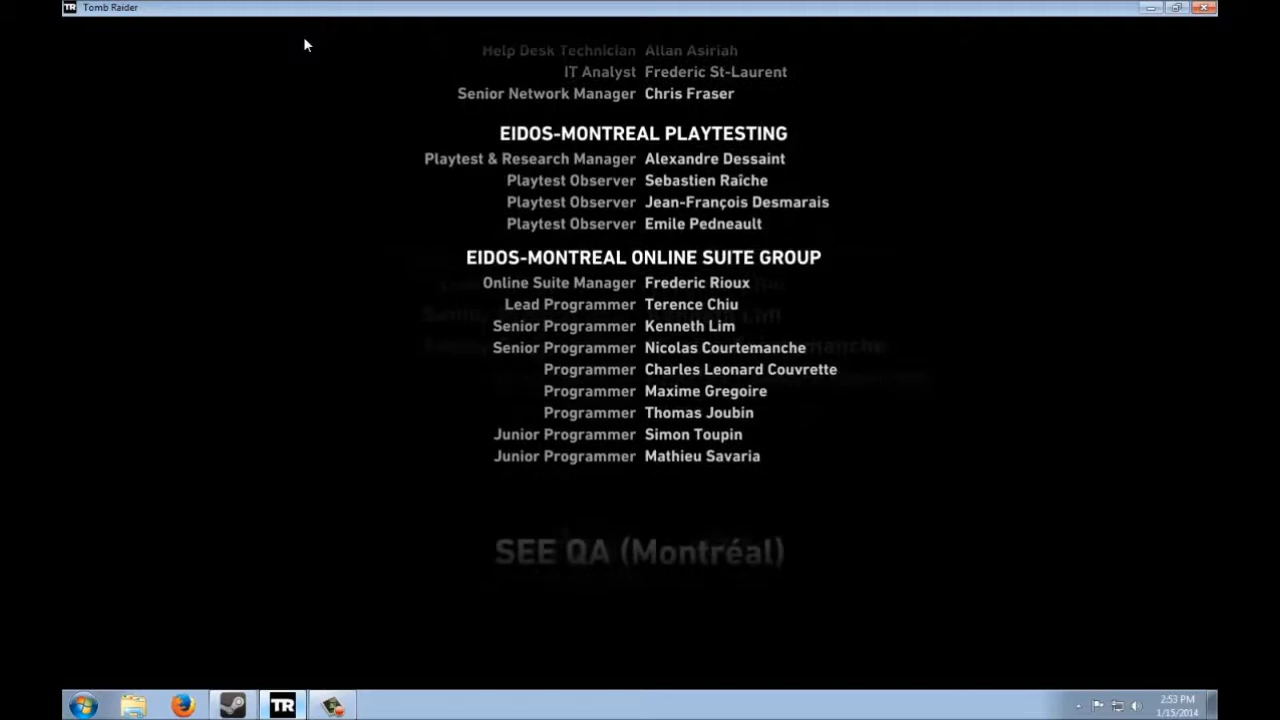 TR Tomb Raider
Help Desk Technician Allan Asiriah
IT Analyst Frederic St-Laurent
Senior Network Manager Chris Fraser
EIDOS-MONTREAL PLAYTESTING
Playtest & Research Manager Alexandre Dessaint
Playtest Observer Sebastien Raîche
Playtest Observer Jean-François Desmarais
Playtest Observer Emile Pedneault
EIDOS-MONTREAL ONLINE SUITE GROUP
Online Suite Manager Frederic Rioux
Lead Programmer Terence Chiu
Senior Programmer Kenneth Lim
Senior Programmer Nicolas Courtemanche
Programmer Charles Leonard Couvrette
Programmer Maxime Gregoire
Programmer Thomas Joubin
Junior Programmer Simon Toupin
Junior Programmer Mathieu Savaria
SEE QA (Montréal)
TR
2:53 PM
1/15/2014